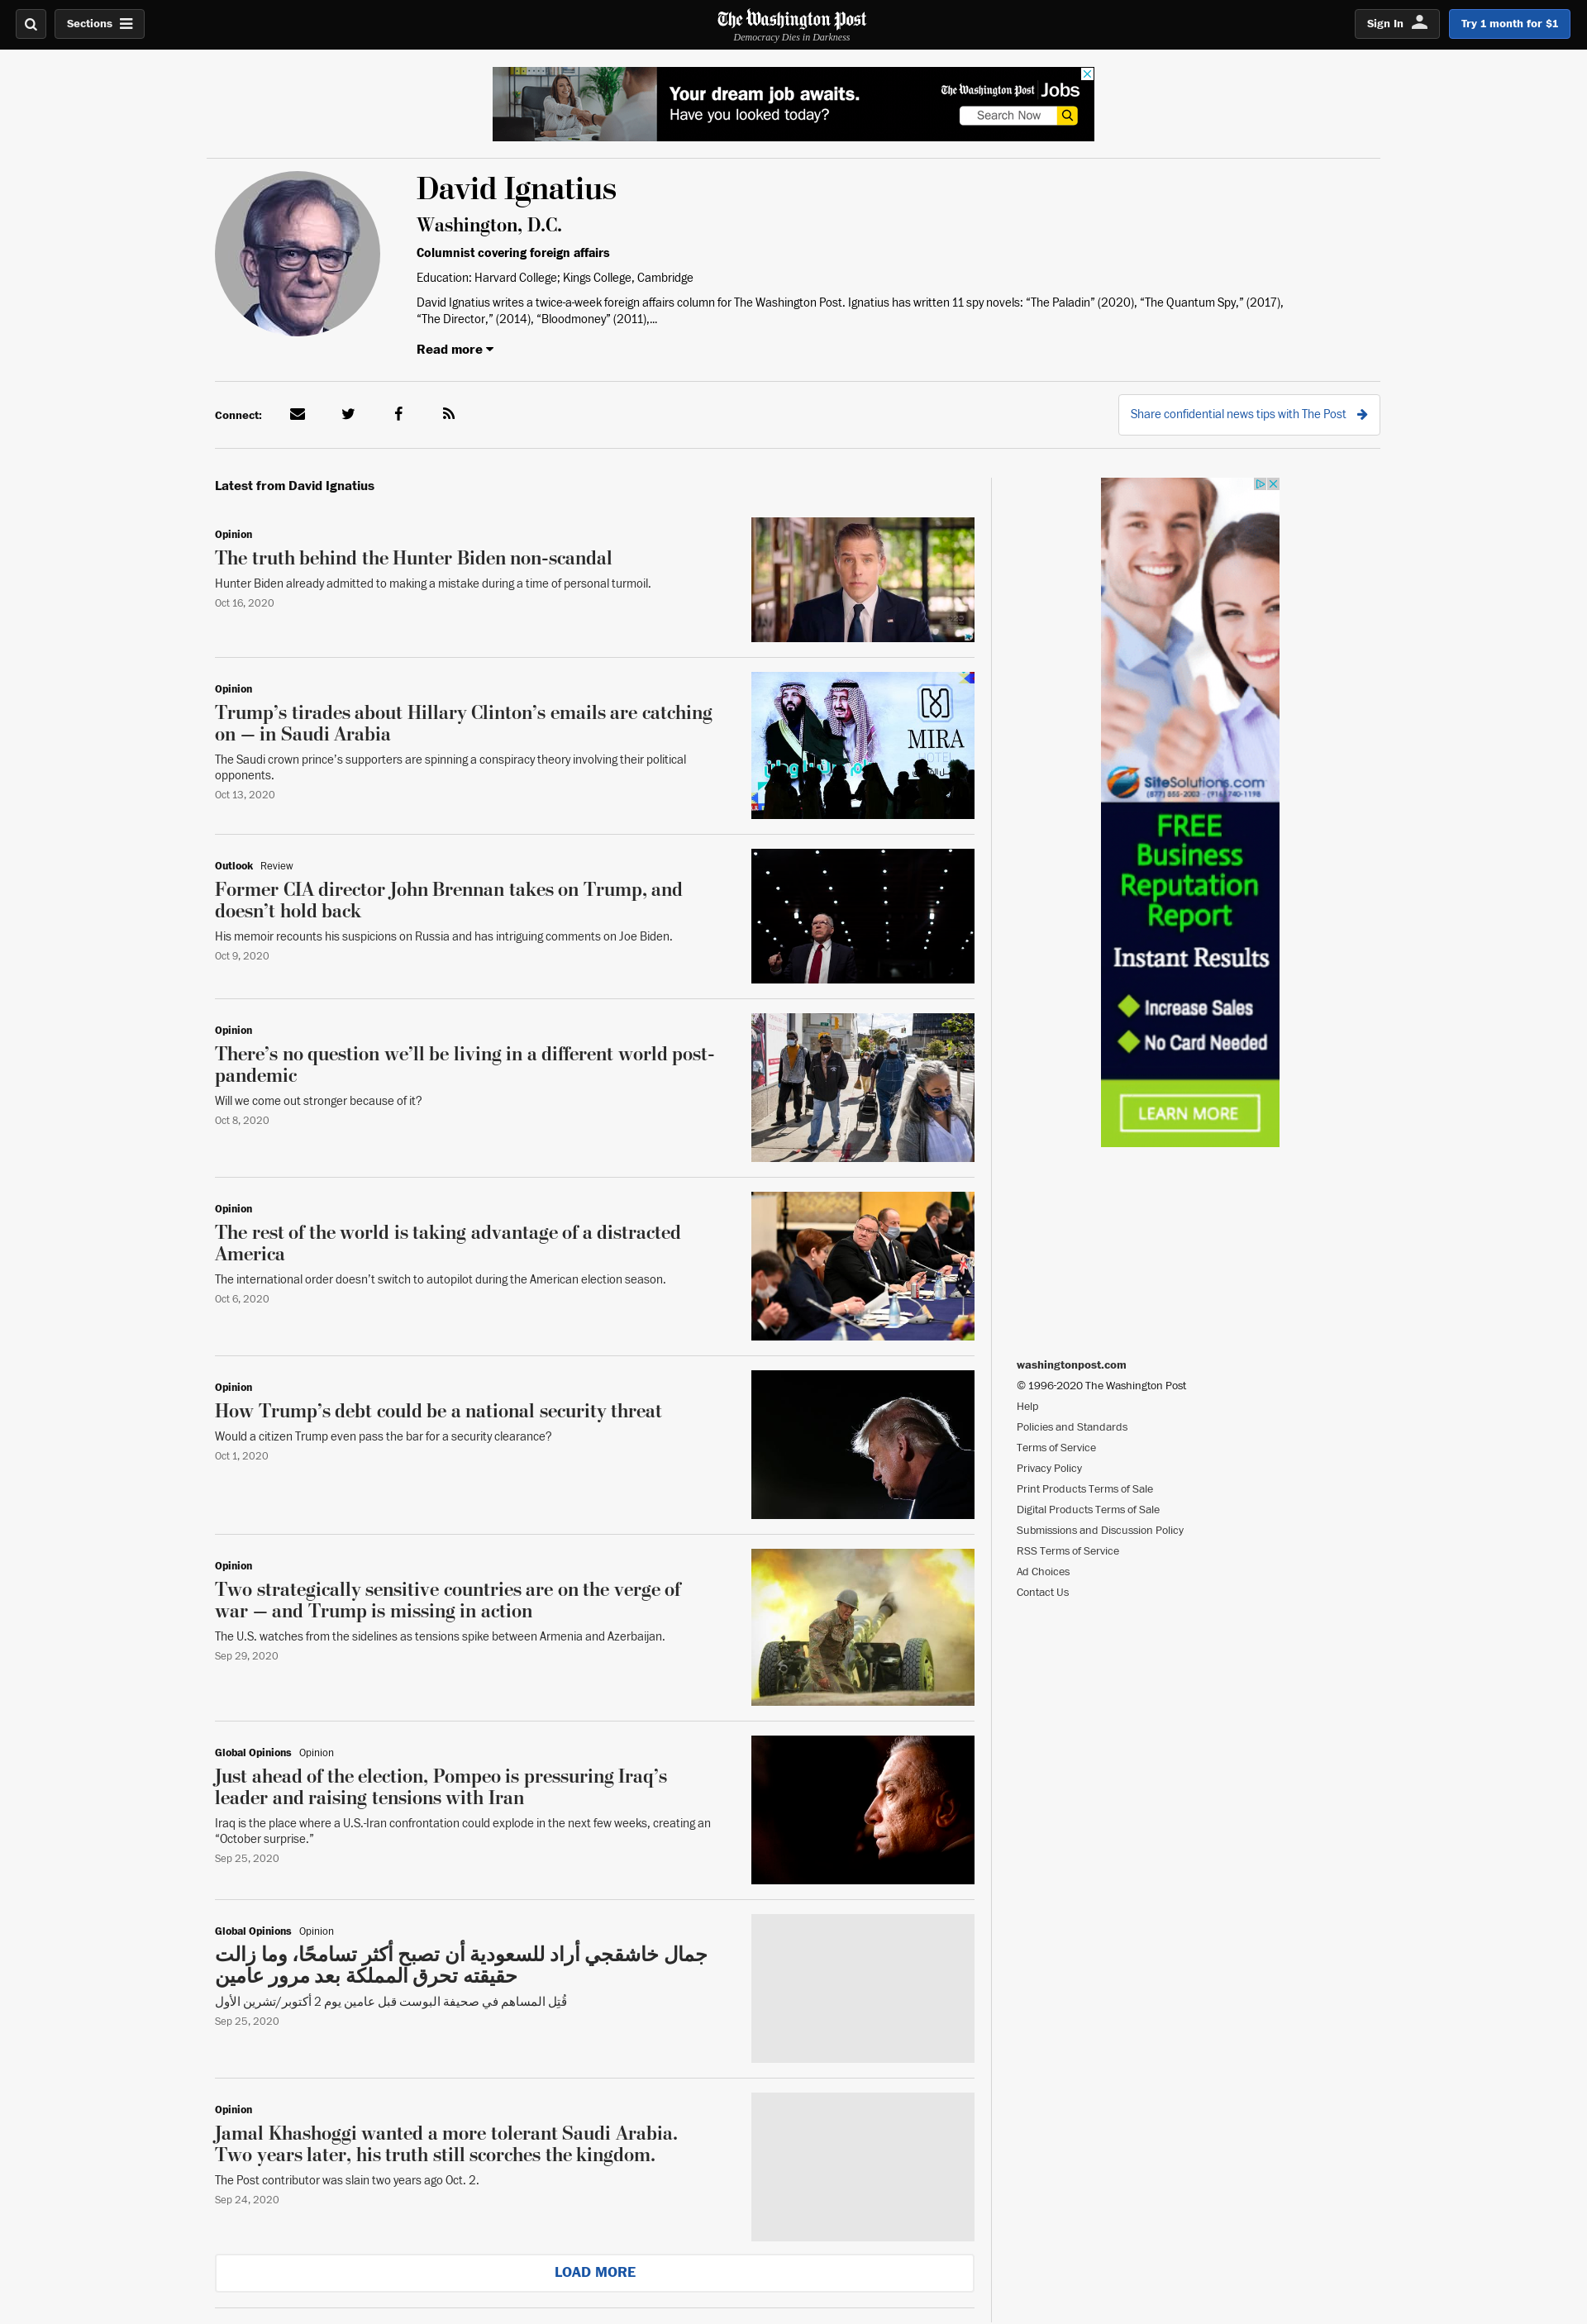 Sections
The Washington Post
Democracy Dies in Darkness
Sign In
Try 1 month for $1
Your dream job awaits.
Have you looked today?
The Washington Post Jobs
Search Now
David Ignatius
Washington, D.C.
Columnist covering foreign affairs
Education: Harvard College; Kings College, Cambridge
David Ignatius writes a twice-a-week foreign affairs column for The Washington Post. Ignatius has written 11 spy novels: “The Paladin” (2020), “The Quantum Spy,” (2017),
“The Director,” (2014), “Bloodmoney” (2011),...
Read more
Connect:
Share confidential news tips with The Post
Latest from David Ignatius
Opinion
The truth behind the Hunter Biden non-scandal
Hunter Biden already admitted to making a mistake during a time of personal turmoil.
Oct 16, 2020
Opinion
Trump’s tirades about Hillary Clinton’s emails are catching
on — in Saudi Arabia
The Saudi crown prince’s supporters are spinning a conspiracy theory involving their political
opponents.
Oct 13, 2020
MIRA
HOTEL
Outlook Review
Former CIA director John Brennan takes on Trump, and
doesn’t hold back
His memoir recounts his suspicions on Russia and has intriguing comments on Joe Biden.
Oct 9, 2020
Opinion
There’s no question we’ll be living in a different world post-
pandemic
Will we come out stronger because of it?
Oct 8, 2020
Opinion
The rest of the world is taking advantage of a distracted
America
The international order doesn’t switch to autopilot during the American election season.
Oct 6, 2020
Opinion
How Trump’s debt could be a national security threat
Would a citizen Trump even pass the bar for a security clearance?
Oct 1, 2020
Opinion
Two strategically sensitive countries are on the verge of
war — and Trump is missing in action
The U.S. watches from the sidelines as tensions spike between Armenia and Azerbaijan.
Sep 29, 2020
Global Opinions Opinion
Just ahead of the election, Pompeo is pressuring Iraq’s
leader and raising tensions with Iran
Iraq is the place where a U.S.-Iran confrontation could explode in the next few weeks, creating an
“October surprise.”
Sep 25, 2020
Global Opinions Opinion
جمال خاشقجي أراد للسعودية أن تصبح أكثر تسامحًا، وما زالت
حقيقته تحرق المملكة بعد مرور عامين
قُتِل المساهم في صحيفة البوست قبل عامين يوم 2 أكتوبر/تشرين الأول
Sep 25, 2020
Opinion
Jamal Khashoggi wanted a more tolerant Saudi Arabia.
Two years later, his truth still scorches the kingdom.
The Post contributor was slain two years ago Oct. 2.
Sep 24, 2020
LOAD MORE
SiteSolutions.com
(877) 858-2003 - (916) 740-1198
FREE
Business
Reputation
Report
Instant Results
Increase Sales
No Card Needed
LEARN MORE
washingtonpost.com
© 1996-2020 The Washington Post
Help
Policies and Standards
Terms of Service
Privacy Policy
Print Products Terms of Sale
Digital Products Terms of Sale
Submissions and Discussion Policy
RSS Terms of Service
Ad Choices
Contact Us